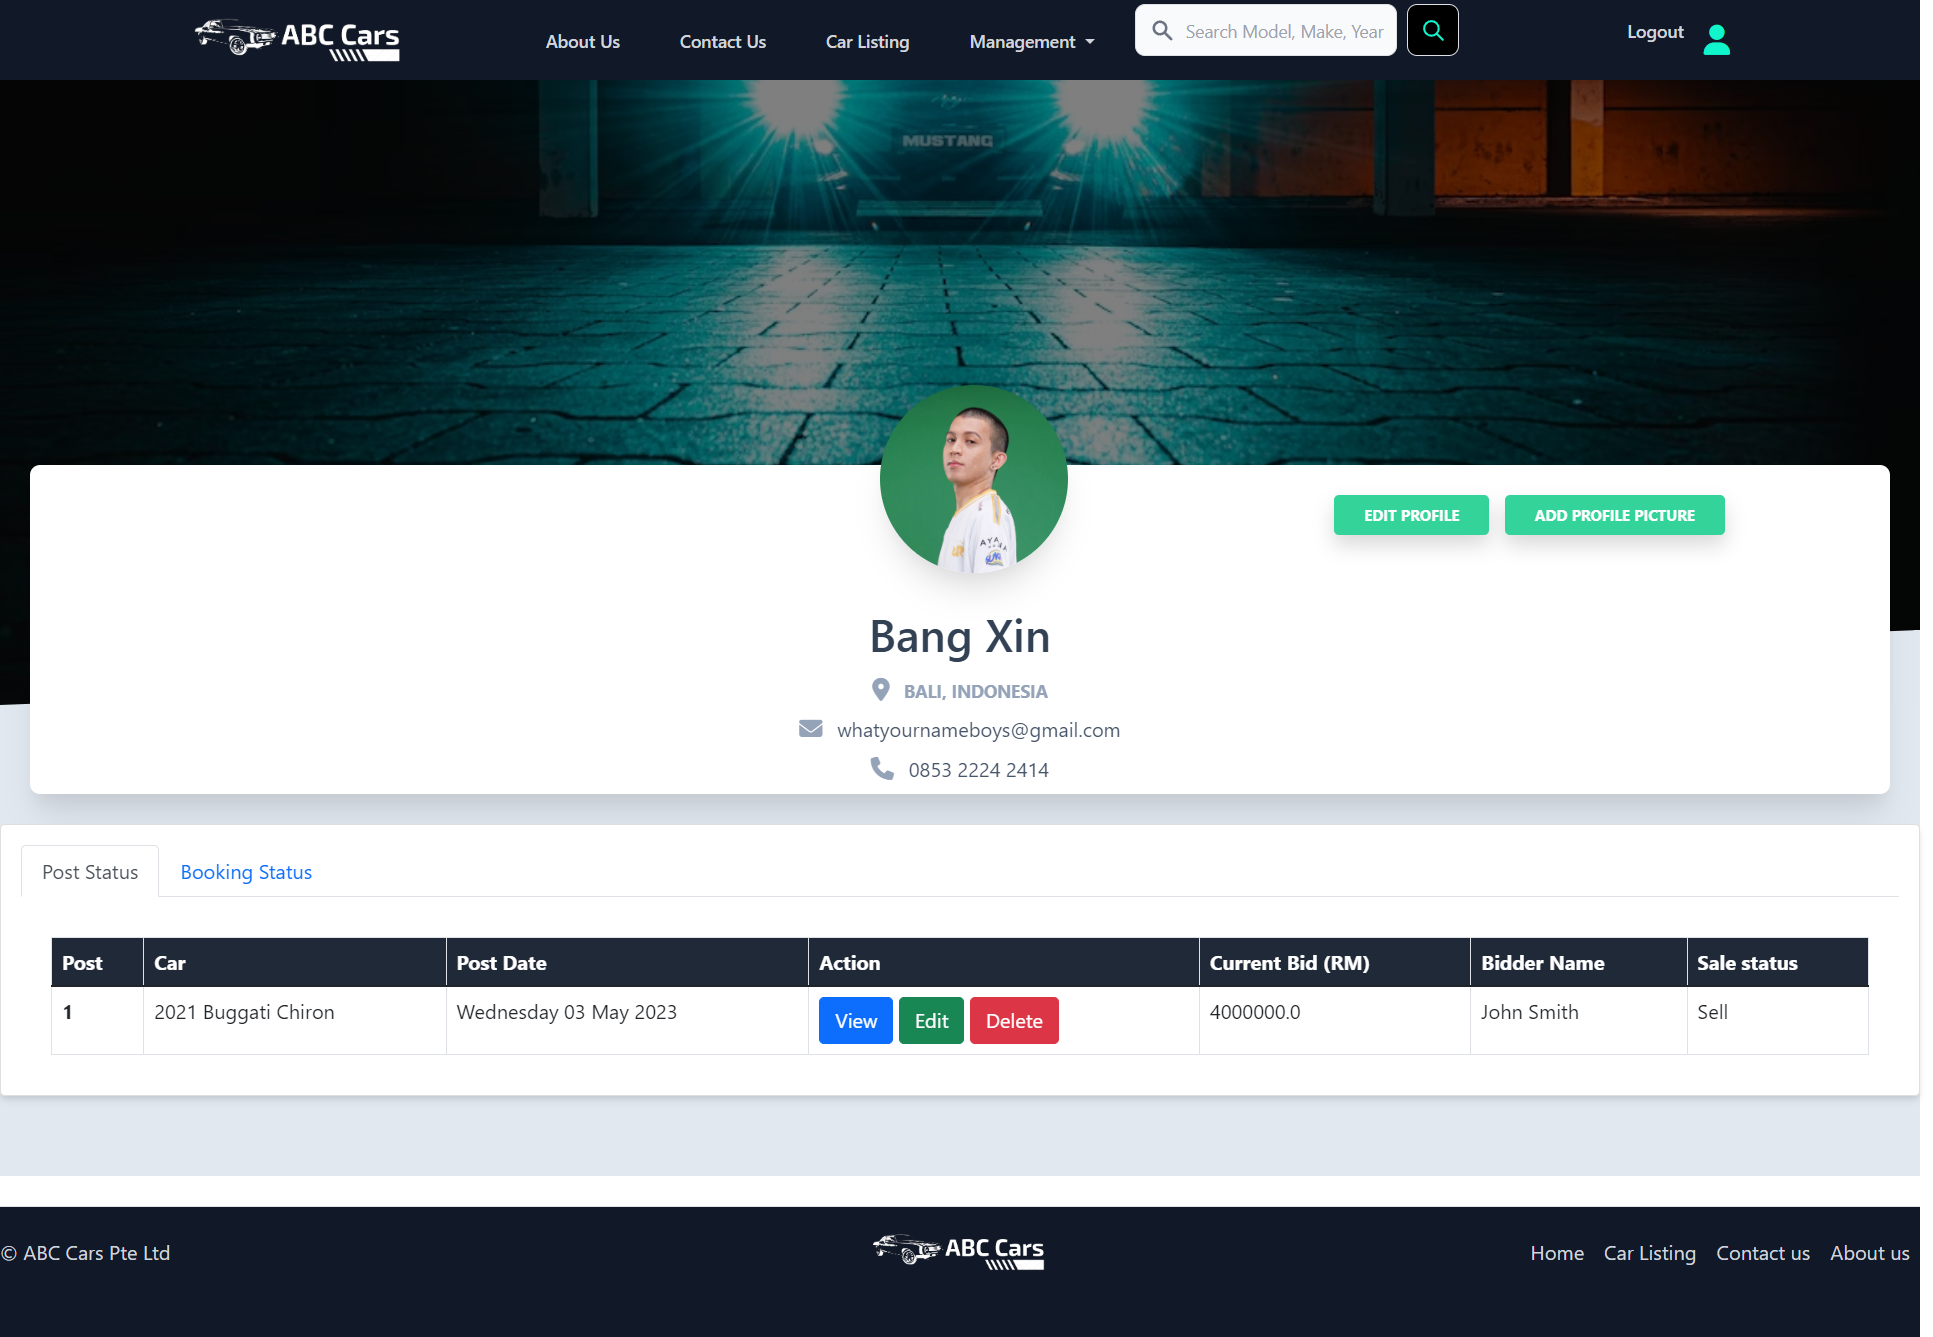 ABC Cars
About Us
Contact Us
Car Listing
Management
Search Model, Make, Year
Logout
MUSTANG
EDIT PROFILE
ADD PROFILE PICTURE
Bang Xin
BALI, INDONESIA
whatyournameboys@gmail.com
0853 2224 2414
Post Status Booking Status
Post Car Post Date Action Current Bid (RM) Bidder Name Sale status
1 2021 Buggati Chiron Wednesday 03 May 2023 View Edit Delete 4000000.0 John Smith Sell
© ABC Cars Pte Ltd
ABC Cars
Home Car Listing Contact us About us